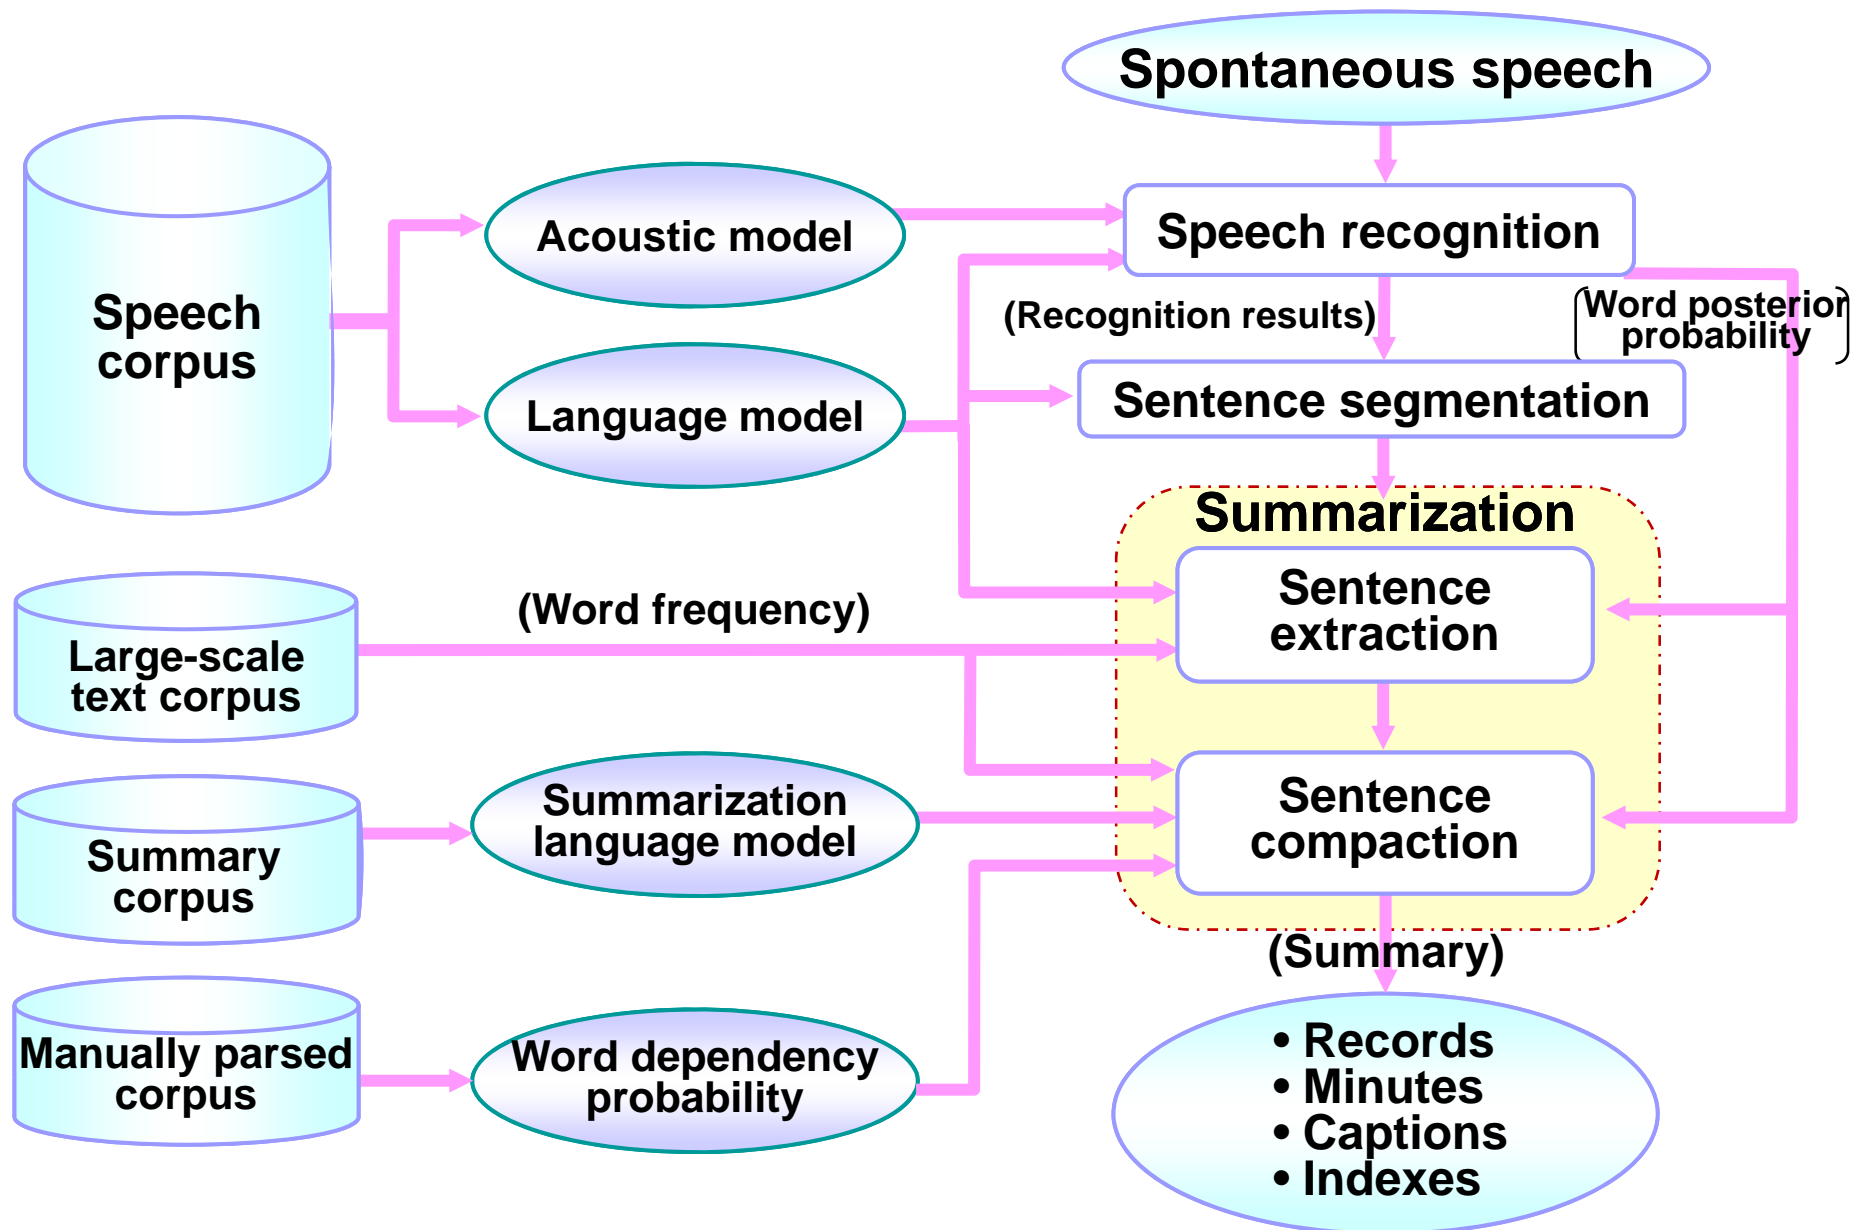 Spontaneous speech
Speech
corpus
Acoustic model
Speech recognition
(Recognition results)
Word posterior
probability
Language model
Sentence segmentation
Summarization
Sentence
extraction
(Word frequency)
Large-scale
text corpus
Summary
corpus
Summarization
language model
Sentence
compaction
(Summary)
Manually parsed
corpus
Word dependency
probability
• Records
• Minutes
• Captions
• Indexes